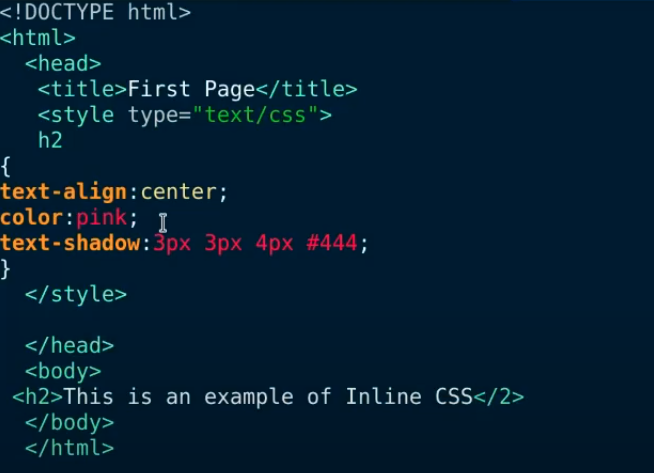 <!DOCTYPE html>
<html>
<head>
<title>First Page</title>
<style type="text/css">
h2
{
text-align:center;
color:pink;
text-shadow:3px 3px 4px #444;
}
</style>
</head>
<body>
<h2>This is an example of Inline CSS</2>
</body>
</html>